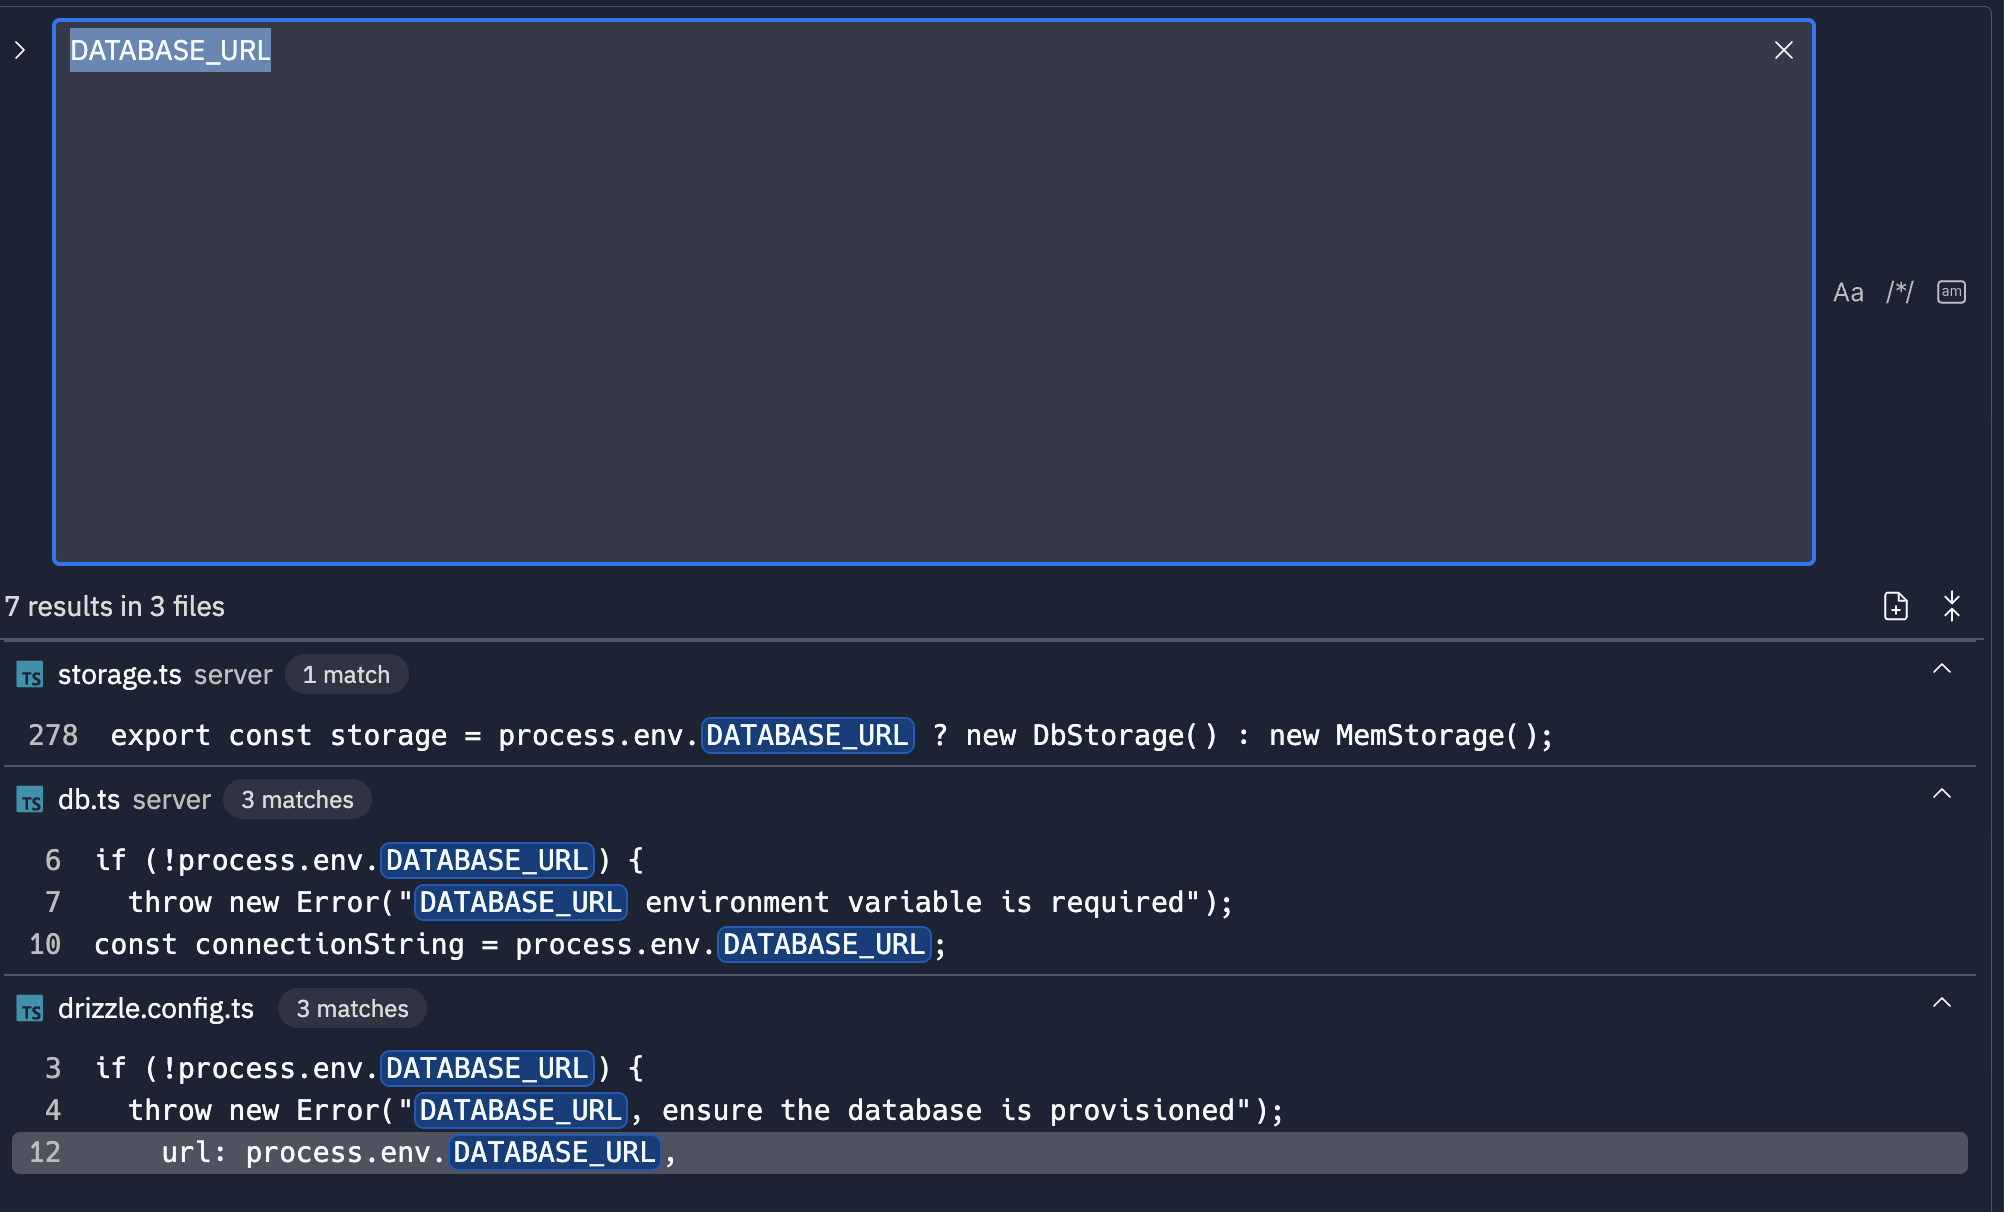 DATABASE_URL
Aa /*/ am
7 results in 3 files
TS storage.ts server 1 match
278 export const storage = process.env.DATABASE_URL ? new DbStorage() : new MemStorage();
TS db.ts server 3 matches
6 if (!process.env.DATABASE_URL) {
7 throw new Error("DATABASE_URL environment variable is required");
10 const connectionString = process.env.DATABASE_URL;
TS drizzle.config.ts 3 matches
3 if (!process.env.DATABASE_URL) {
4 throw new Error("DATABASE_URL, ensure the database is provisioned");
12 url: process.env.DATABASE_URL,